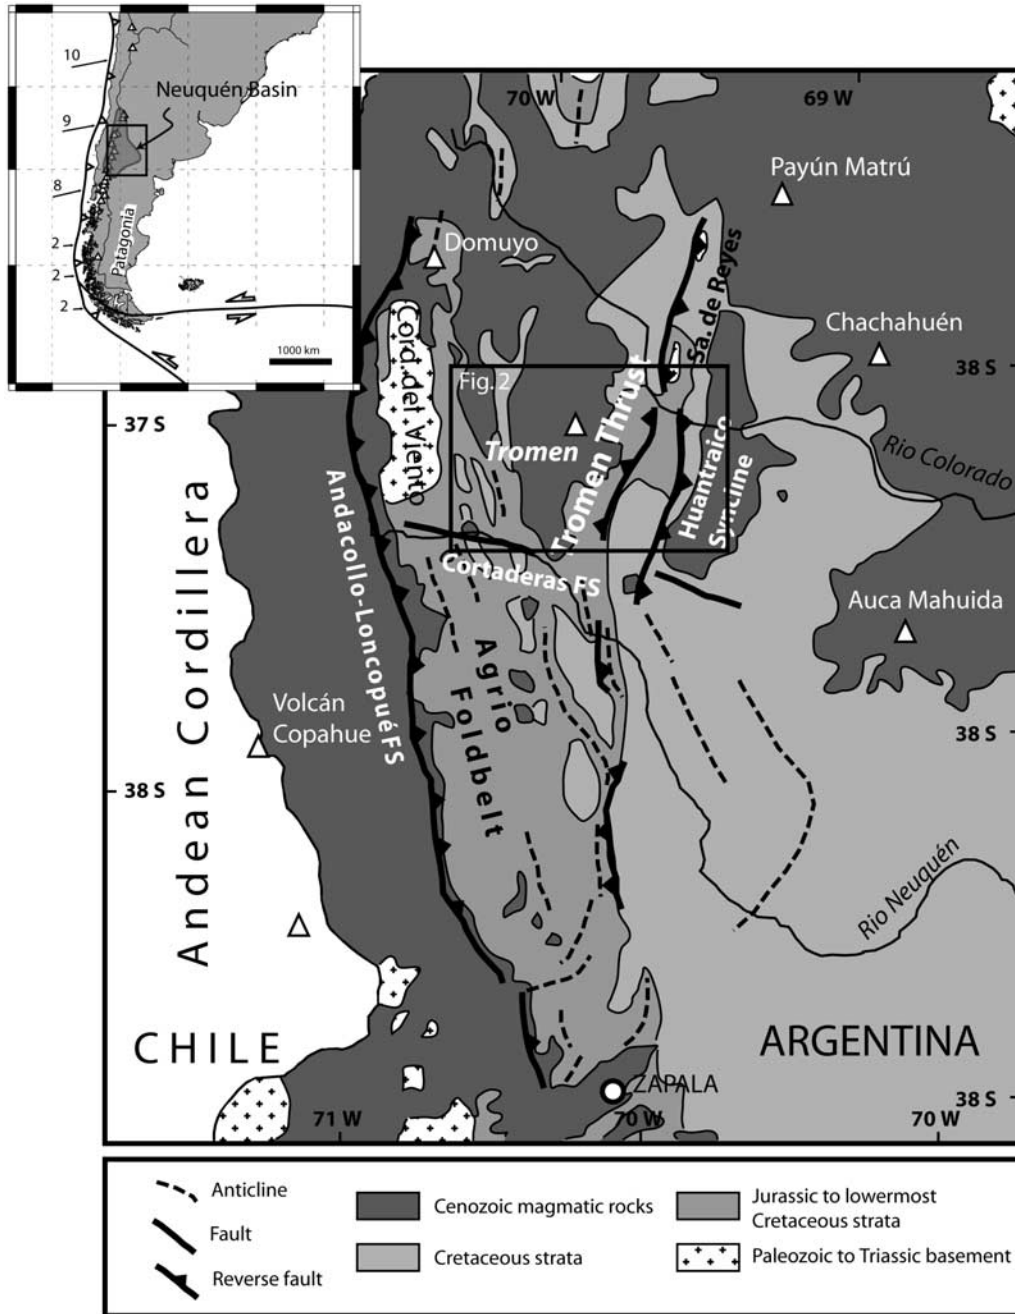 10
Neuquén Basin
9
8
Patagonia
2
2
2
1000 km
70 W
69 W
Payún Matrú
Domuyo
Sa. de Reyes
Chachahuén
38 S
Fig. 2
37 S
Cord. del Viento
Tromen
Tromen Thrust
Huantraico
Syncline
Rio Colorado
Andacollo-Loncopué FS
Cortaderas FS
Auca Mahuida
Andean Cordillera
Agrio
Foldbelt
Volcán
Copahue
38 S
38 S
Rio Neuquén
CHILE
ARGENTINA
ZAPALA
38 S
71 W
70 W
70 W
Anticline
Fault
Reverse fault
Cenozoic magmatic rocks
Cretaceous strata
Jurassic to lowermost
Cretaceous strata
Paleozoic to Triassic basement